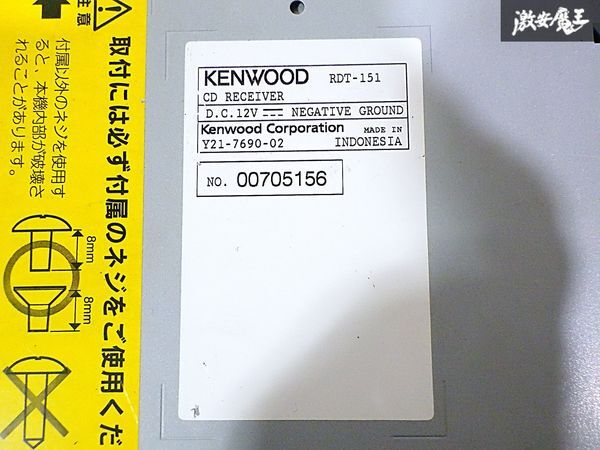 激安魔王
注意
取付には必ず付属のネジをご使用くだ
付属以外のネジを使用す
ると、本機内部が破壊さ
れることがあります。
8mm
8mm
KENWOOD RDT-151
CD RECEIVER
D.C.12V ⎓ NEGATIVE GROUND
Kenwood Corporation MADE IN
Y21-7690-02 INDONESIA
NO. 00705156